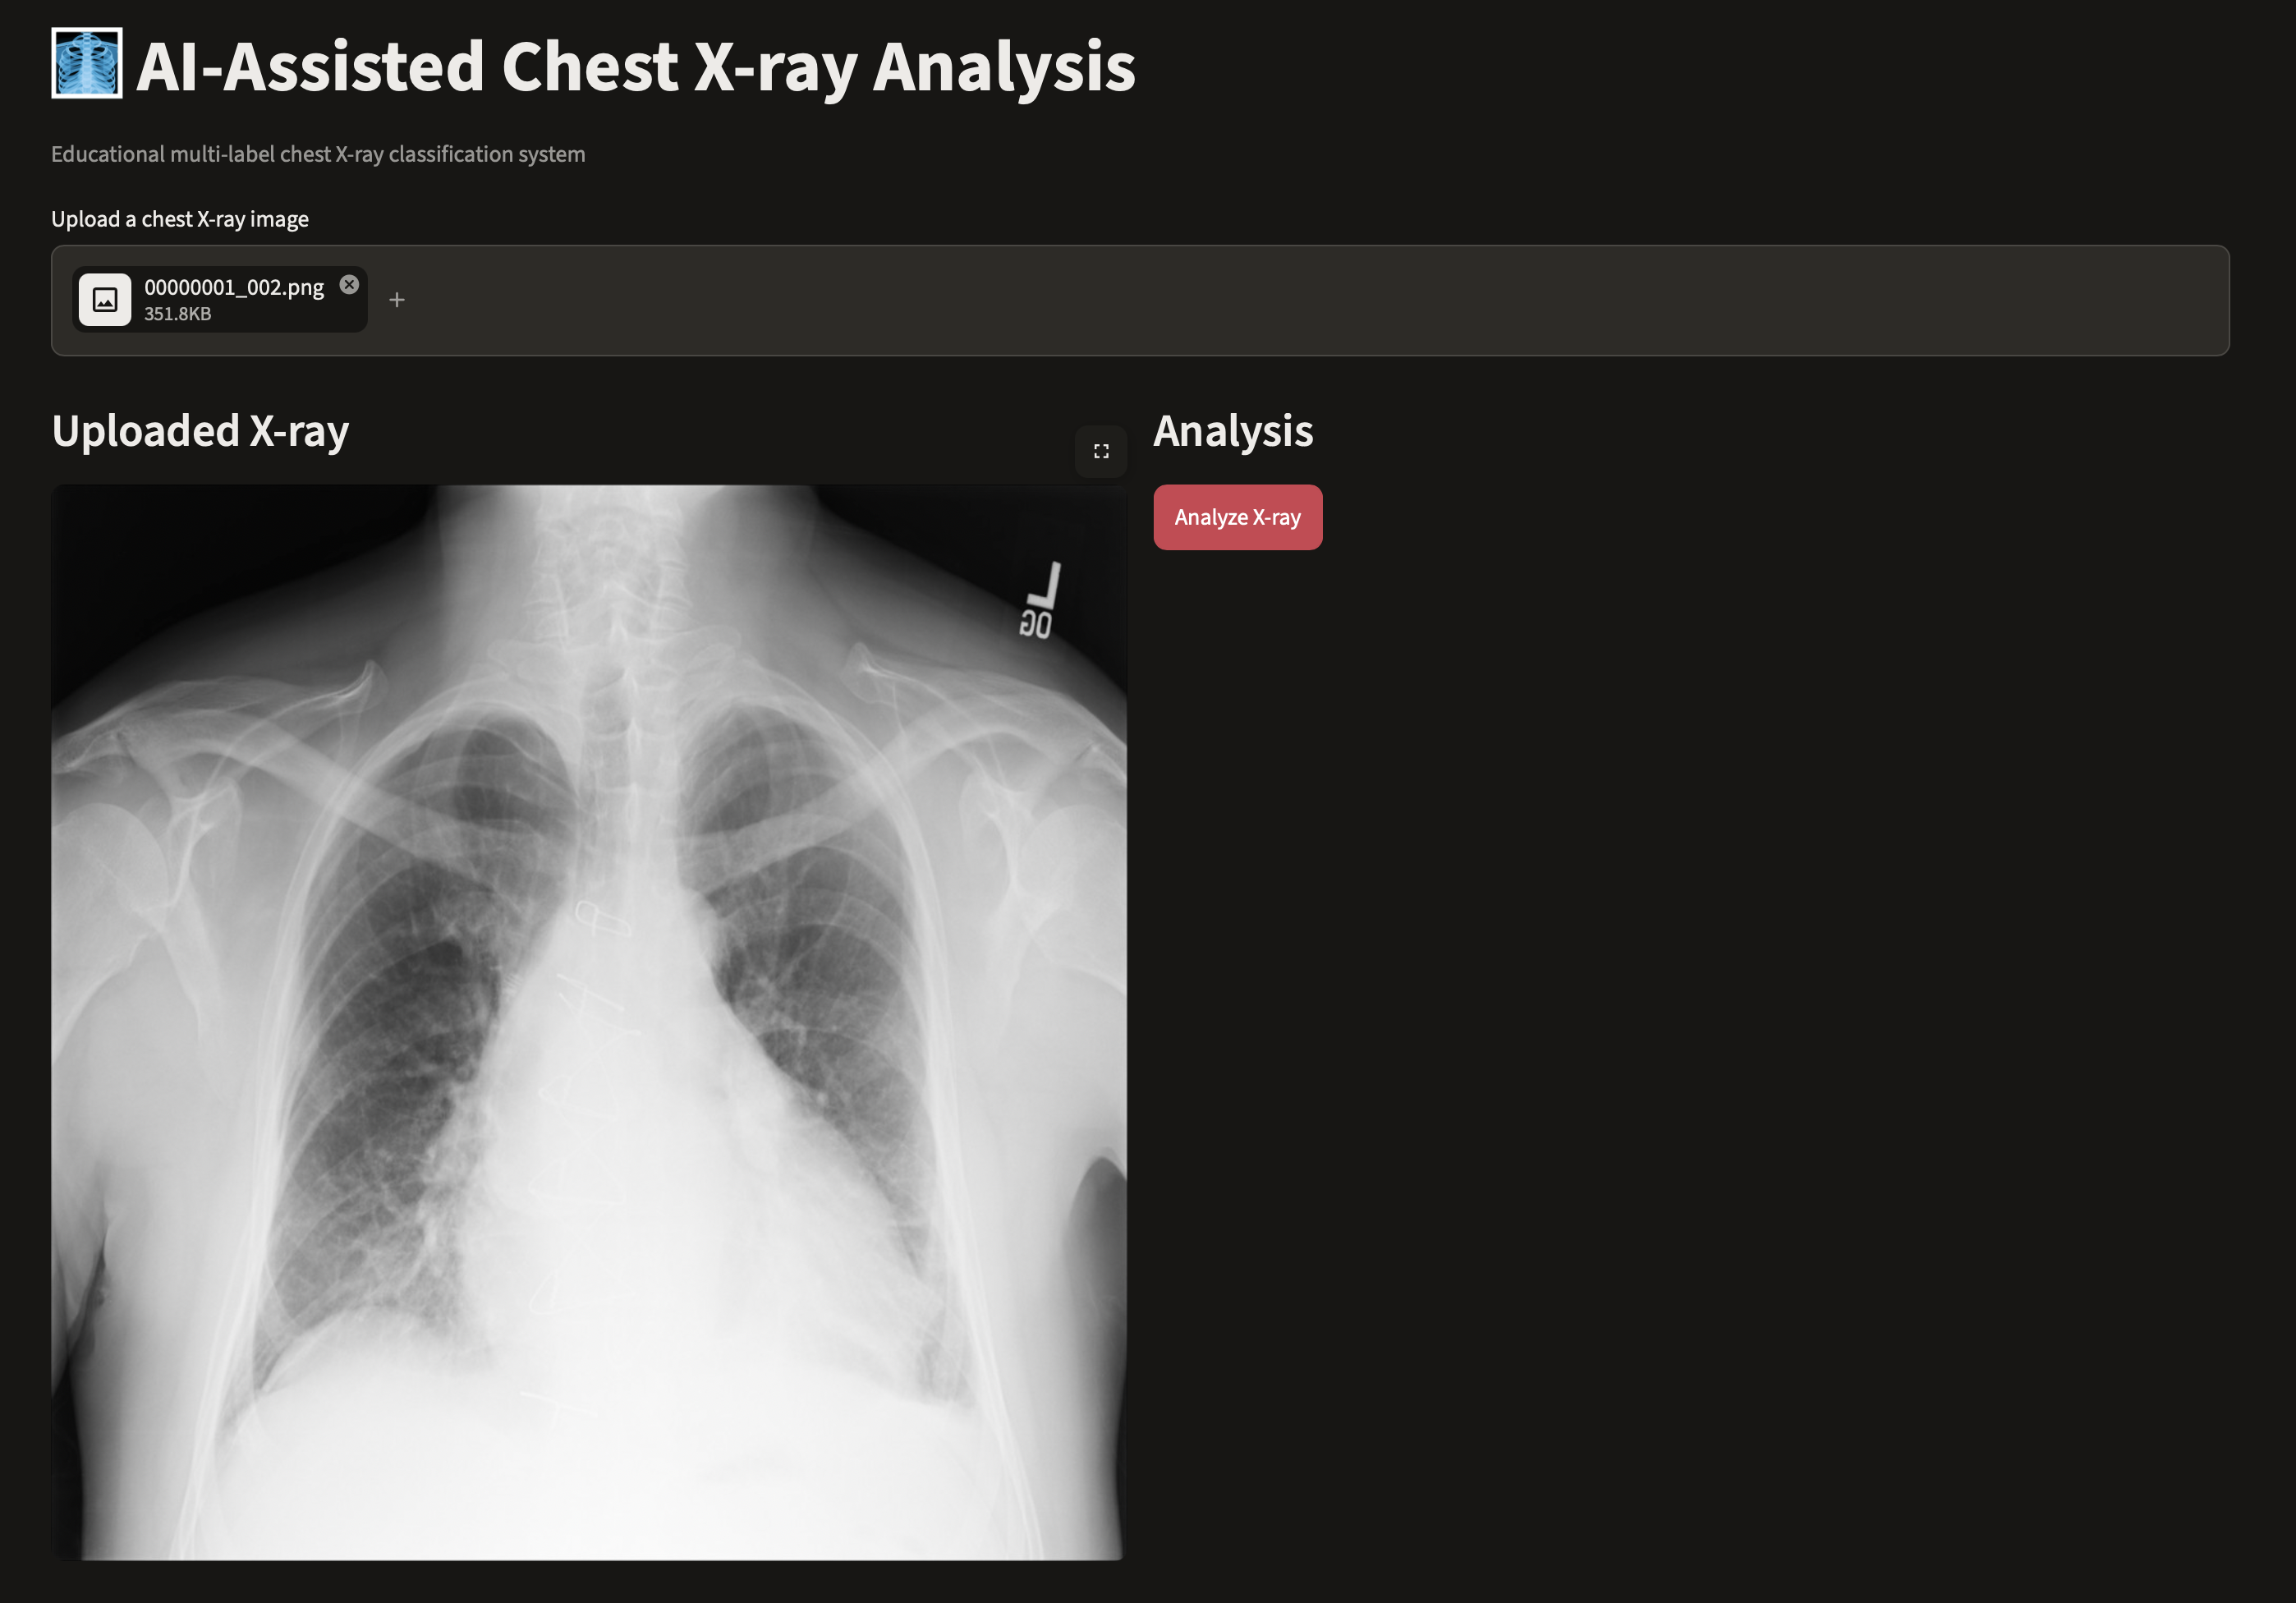 AI-Assisted Chest X-ray Analysis
Educational multi-label chest X-ray classification system
Upload a chest X-ray image
00000001_002.png
351.8KB
Uploaded X-ray
Analysis
Analyze X-ray
L
OG